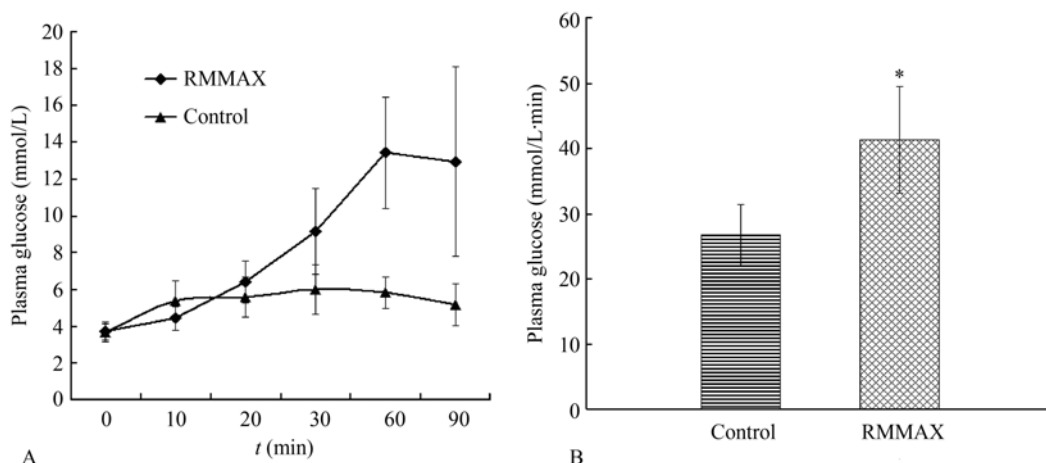 20
18
16
14
12
10
8
6
4
2
0
Plasma glucose (mmol/L)
RMMAX
Control
0 10 20 30 60 90
t (min)
A
60
50
40
30
20
10
0
Plasma glucose (mmol/L·min)
*
Control RMMAX
B